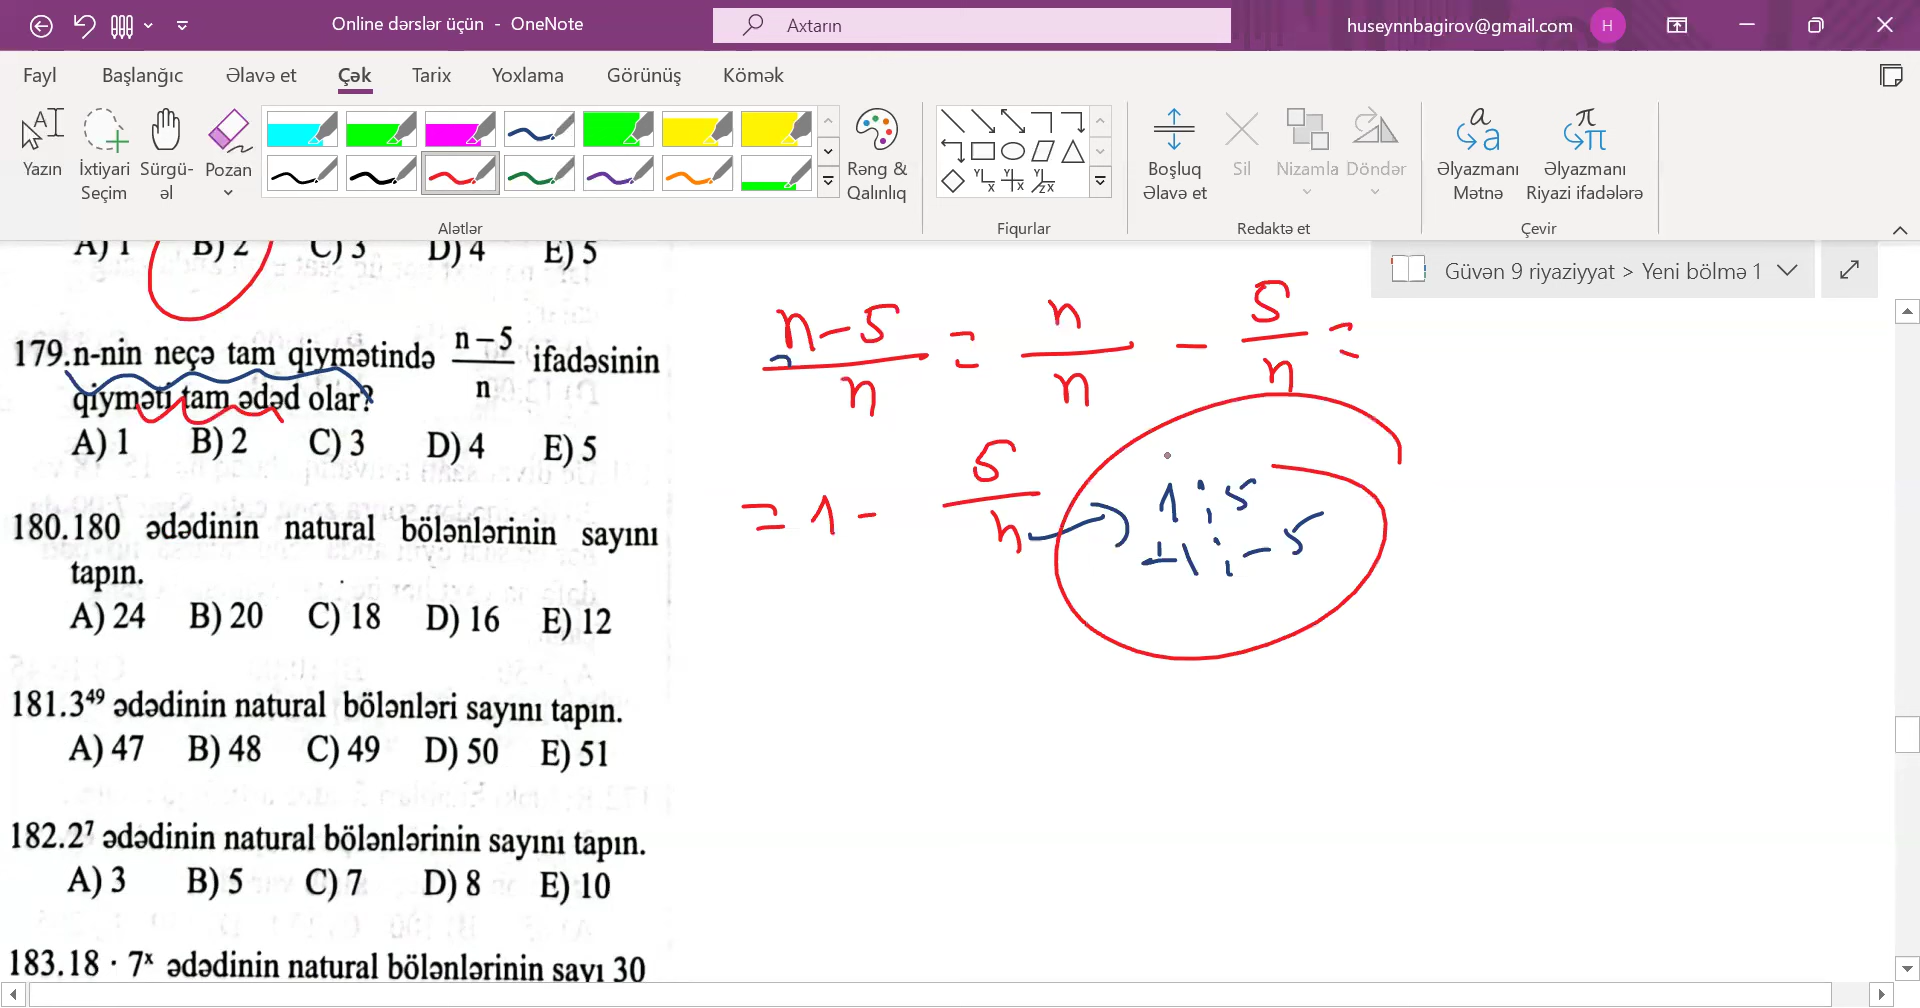 Online dərslər üçün - OneNote
Axtarın
huseynnbagirov@gmail.com
H
Fayl Başlanğıc Əlavə et Çək Tarix Yoxlama Görünüş Kömək
Yazın
İxtiyari Seçim
Sürgü-əl
Pozan
Rəng & Qalınlıq
Boşluq Əlavə et
Sil
Nizamla
Döndər
Əlyazmanı Mətnə
Əlyazmanı Riyazi ifadələrə
Alətlər
Fiqurlar
Redaktə et
Çevir
Güvən 9 riyaziyyat > Yeni bölmə 1
A) 1 B) 2 C) 3 D) 4 E) 5
179. n-nin neçə tam qiymətində n − 5 / n ifadəsinin
qiyməti tam ədəd olar?
A) 1 B) 2 C) 3 D) 4 E) 5
180. 180 ədədinin natural bölənlərinin sayını
tapın.
A) 24 B) 20 C) 18 D) 16 E) 12
181. 3⁴⁹ ədədinin natural bölənləri sayını tapın.
A) 47 B) 48 C) 49 D) 50 E) 51
182. 2⁷ ədədinin natural bölənlərinin sayını tapın.
A) 3 B) 5 C) 7 D) 8 E) 10
183. 18 · 7ˣ ədədinin natural bölənlərinin sayı 30
n−5 / n = n / n − 5 / n =
= 1 − 5 / n
1 ; 5
−1 ; −5